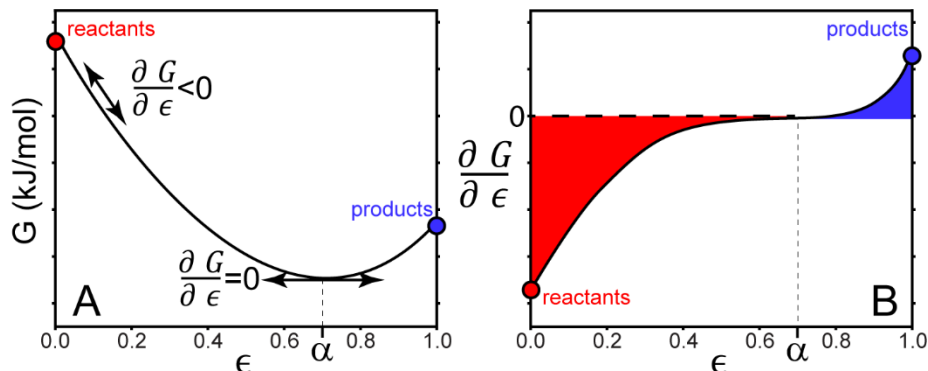 reactants
∂ G
∂ ϵ
<0
products
∂ G
∂ ϵ
=0
A
G (kJ/mol)
0.0 0.2 0.4 0.6 α 0.8 1.0
ϵ
products
0
∂ G
∂ ϵ
reactants
B
0.0 0.2 0.4 0.6 α 0.8 1.0
ϵ